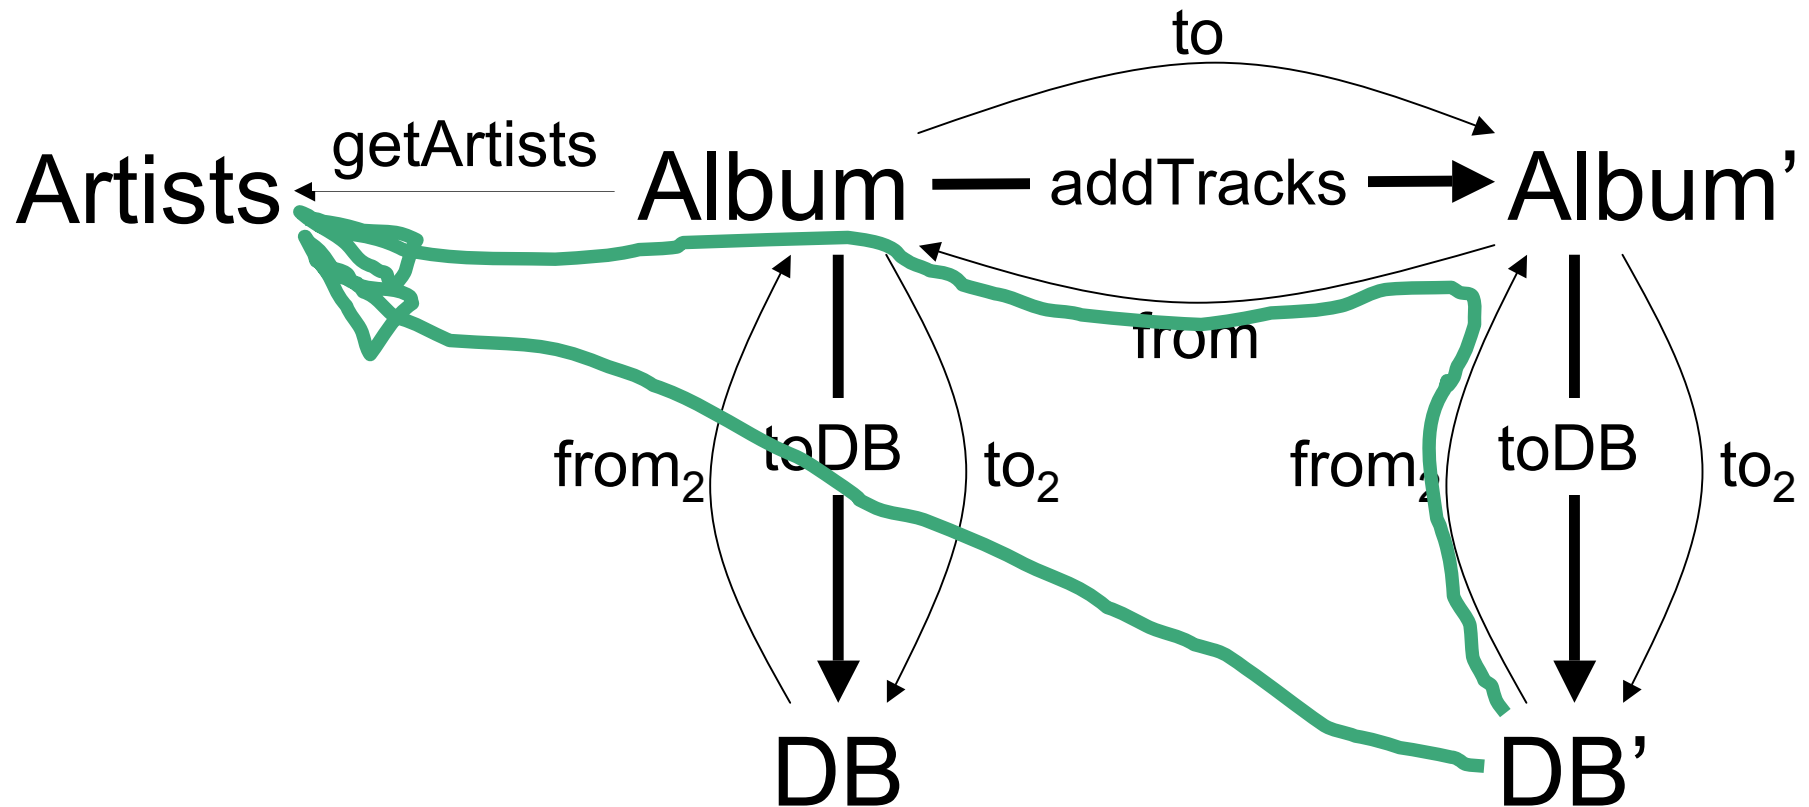 to
getArtists
Artists Album addTracks Album’
from
from₂ toDB to₂ from₂ toDB to₂
DB DB’